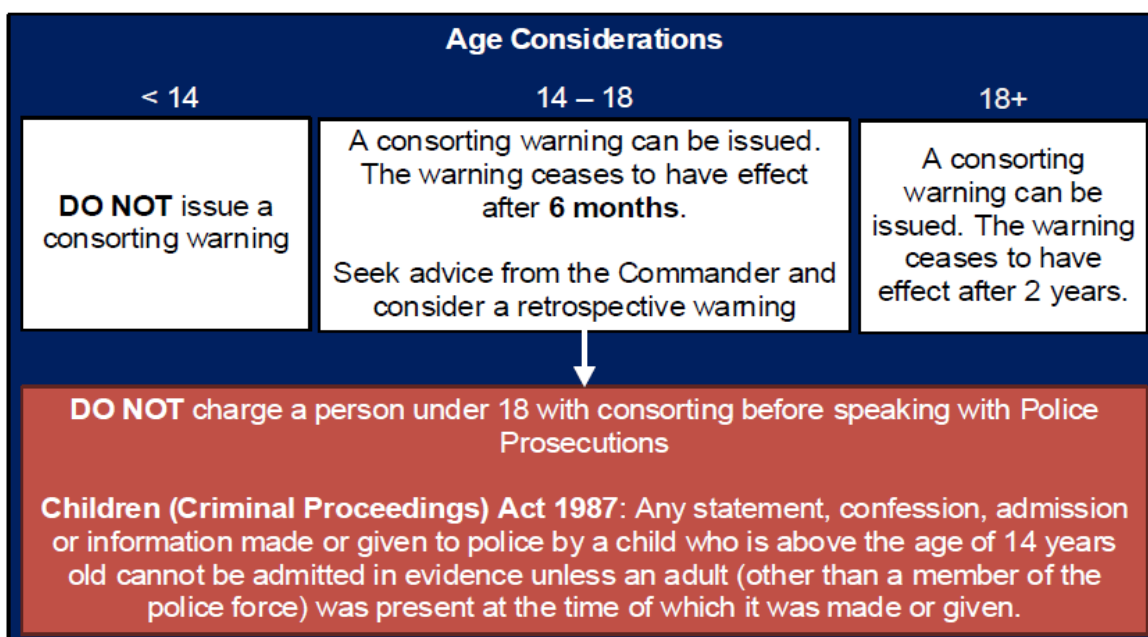 Age Considerations
< 14
14 – 18
18+
DO NOT issue a
consorting warning
A consorting warning can be issued.
The warning ceases to have effect
after 6 months.
Seek advice from the Commander and
consider a retrospective warning
A consorting
warning can be
issued. The warning
ceases to have
effect after 2 years.
DO NOT charge a person under 18 with consorting before speaking with Police
Prosecutions
Children (Criminal Proceedings) Act 1987: Any statement, confession, admission
or information made or given to police by a child who is above the age of 14 years
old cannot be admitted in evidence unless an adult (other than a member of the
police force) was present at the time of which it was made or given.